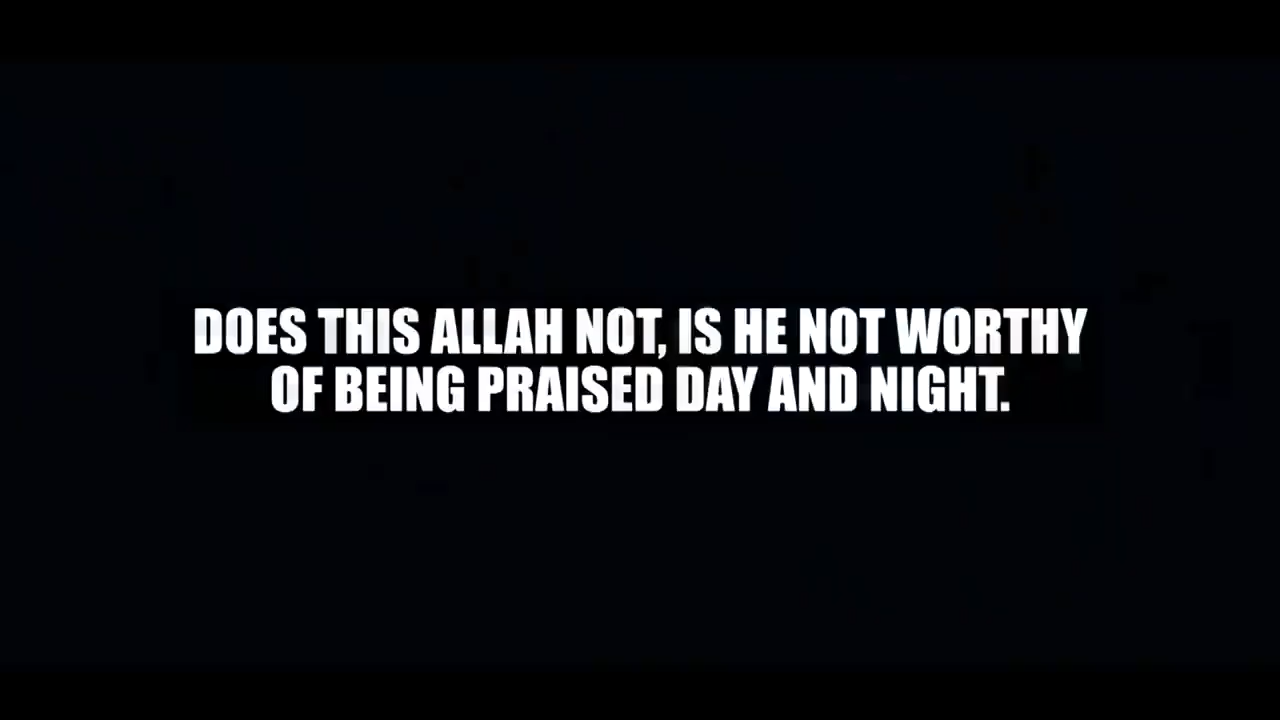 DOES THIS ALLAH NOT, IS HE NOT WORTHY
OF BEING PRAISED DAY AND NIGHT.